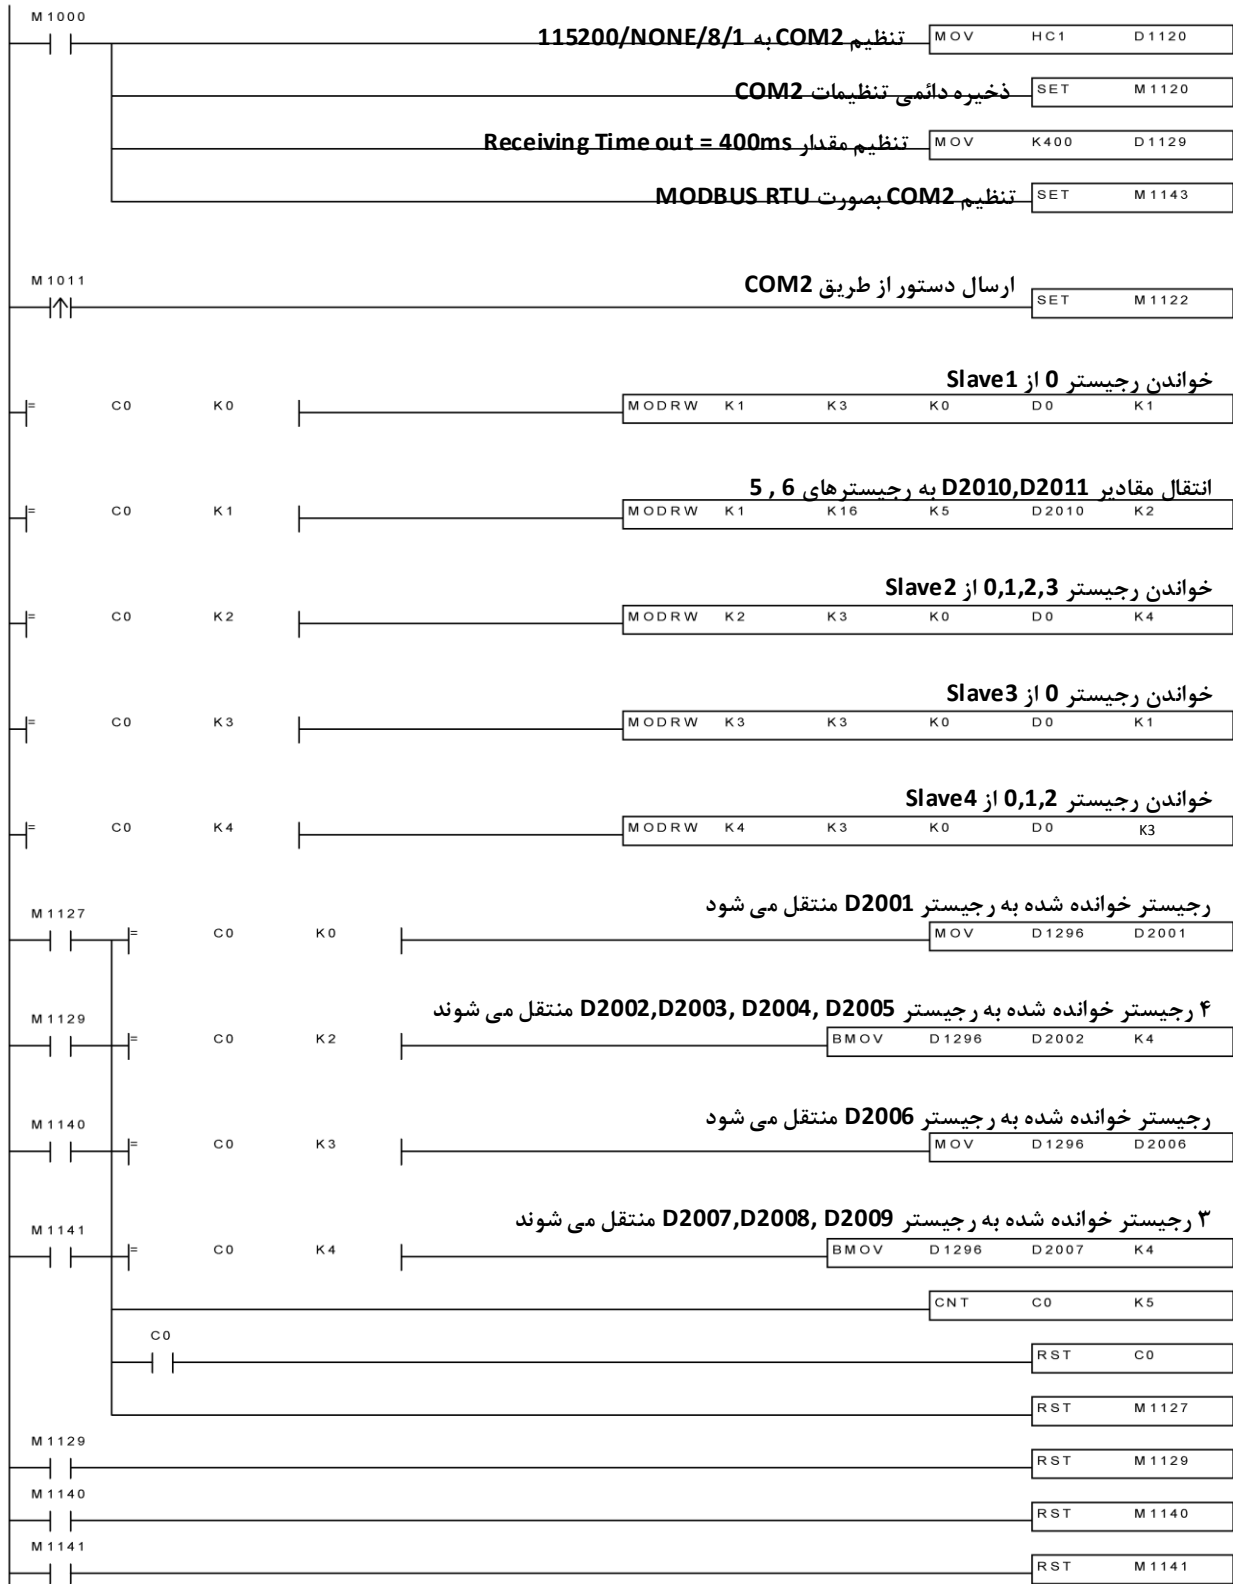 M1000
تنظیم COM2 به 115200/NONE/8/1
MOV HC1 D1120
ذخیره دائمی تنظیمات COM2
SET M1120
تنظیم مقدار Receiving Time out = 400ms
MOV K400 D1129
تنظیم COM2 بصورت MODBUS RTU
SET M1143
M1011
ارسال دستور از طریق COM2
SET M1122
خواندن رجیستر 0 از Slave1
= C0 K0 MODRW K1 K3 K0 D0 K1
انتقال مقادیر D2010,D2011 به رجیسترهای 6 , 5
= C0 K1 MODRW K1 K16 K5 D2010 K2
خواندن رجیستر 0,1,2,3 از Slave2
= C0 K2 MODRW K2 K3 K0 D0 K4
خواندن رجیستر 0 از Slave3
= C0 K3 MODRW K3 K3 K0 D0 K1
خواندن رجیستر 0,1,2 از Slave4
= C0 K4 MODRW K4 K3 K0 D0 K3
رجیستر خوانده شده به رجیستر D2001 منتقل می شود
M1127
= C0 K0 MOV D1296 D2001
۴ رجیستر خوانده شده به رجیستر D2002,D2003, D2004, D2005 منتقل می شوند
M1129
= C0 K2 BMOV D1296 D2002 K4
رجیستر خوانده شده به رجیستر D2006 منتقل می شود
M1140
= C0 K3 MOV D1296 D2006
۳ رجیستر خوانده شده به رجیستر D2007,D2008, D2009 منتقل می شوند
M1141
= C0 K4 BMOV D1296 D2007 K4
CNT C0 K5
C0
RST C0
RST M1127
M1129
RST M1129
M1140
RST M1140
M1141
RST M1141